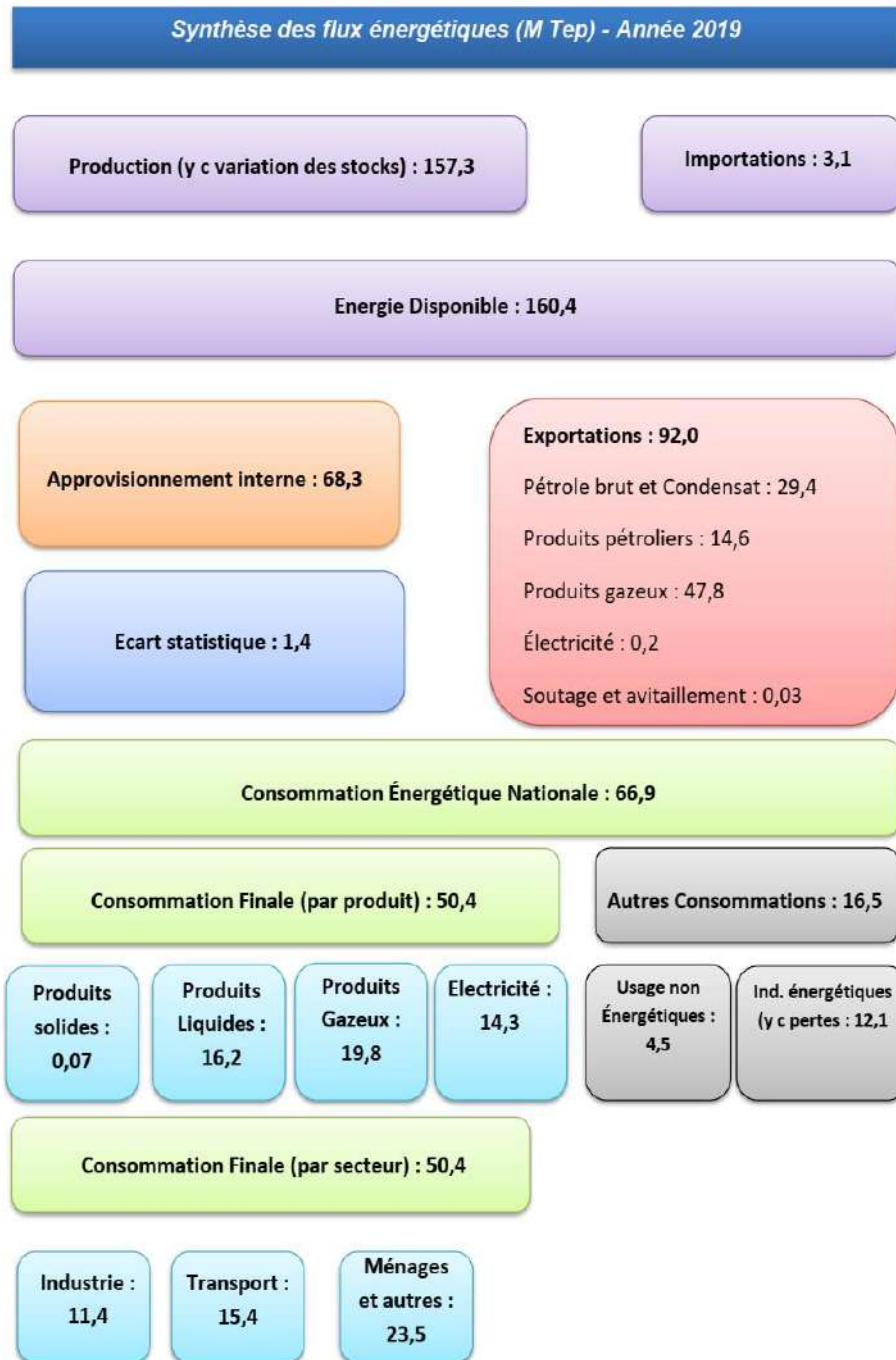 Synthèse des flux énergétiques (M Tep) - Année 2019
Production (y c variation des stocks) : 157,3
Importations : 3,1
Energie Disponible : 160,4
Approvisionnement interne : 68,3
Ecart statistique : 1,4
Exportations : 92,0
Pétrole brut et Condensat : 29,4
Produits pétroliers : 14,6
Produits gazeux : 47,8
Électricité : 0,2
Soutage et avitaillement : 0,03
Consommation Énergétique Nationale : 66,9
Consommation Finale (par produit) : 50,4
Autres Consommations : 16,5
Produits
solides :
0,07
Produits
Liquides :
16,2
Produits
Gazeux :
19,8
Electricité :
14,3
Usage non
Énergétiques :
4,5
Ind. énergétiques
(y c pertes : 12,1
Consommation Finale (par secteur) : 50,4
Industrie :
11,4
Transport :
15,4
Ménages
et autres :
23,5